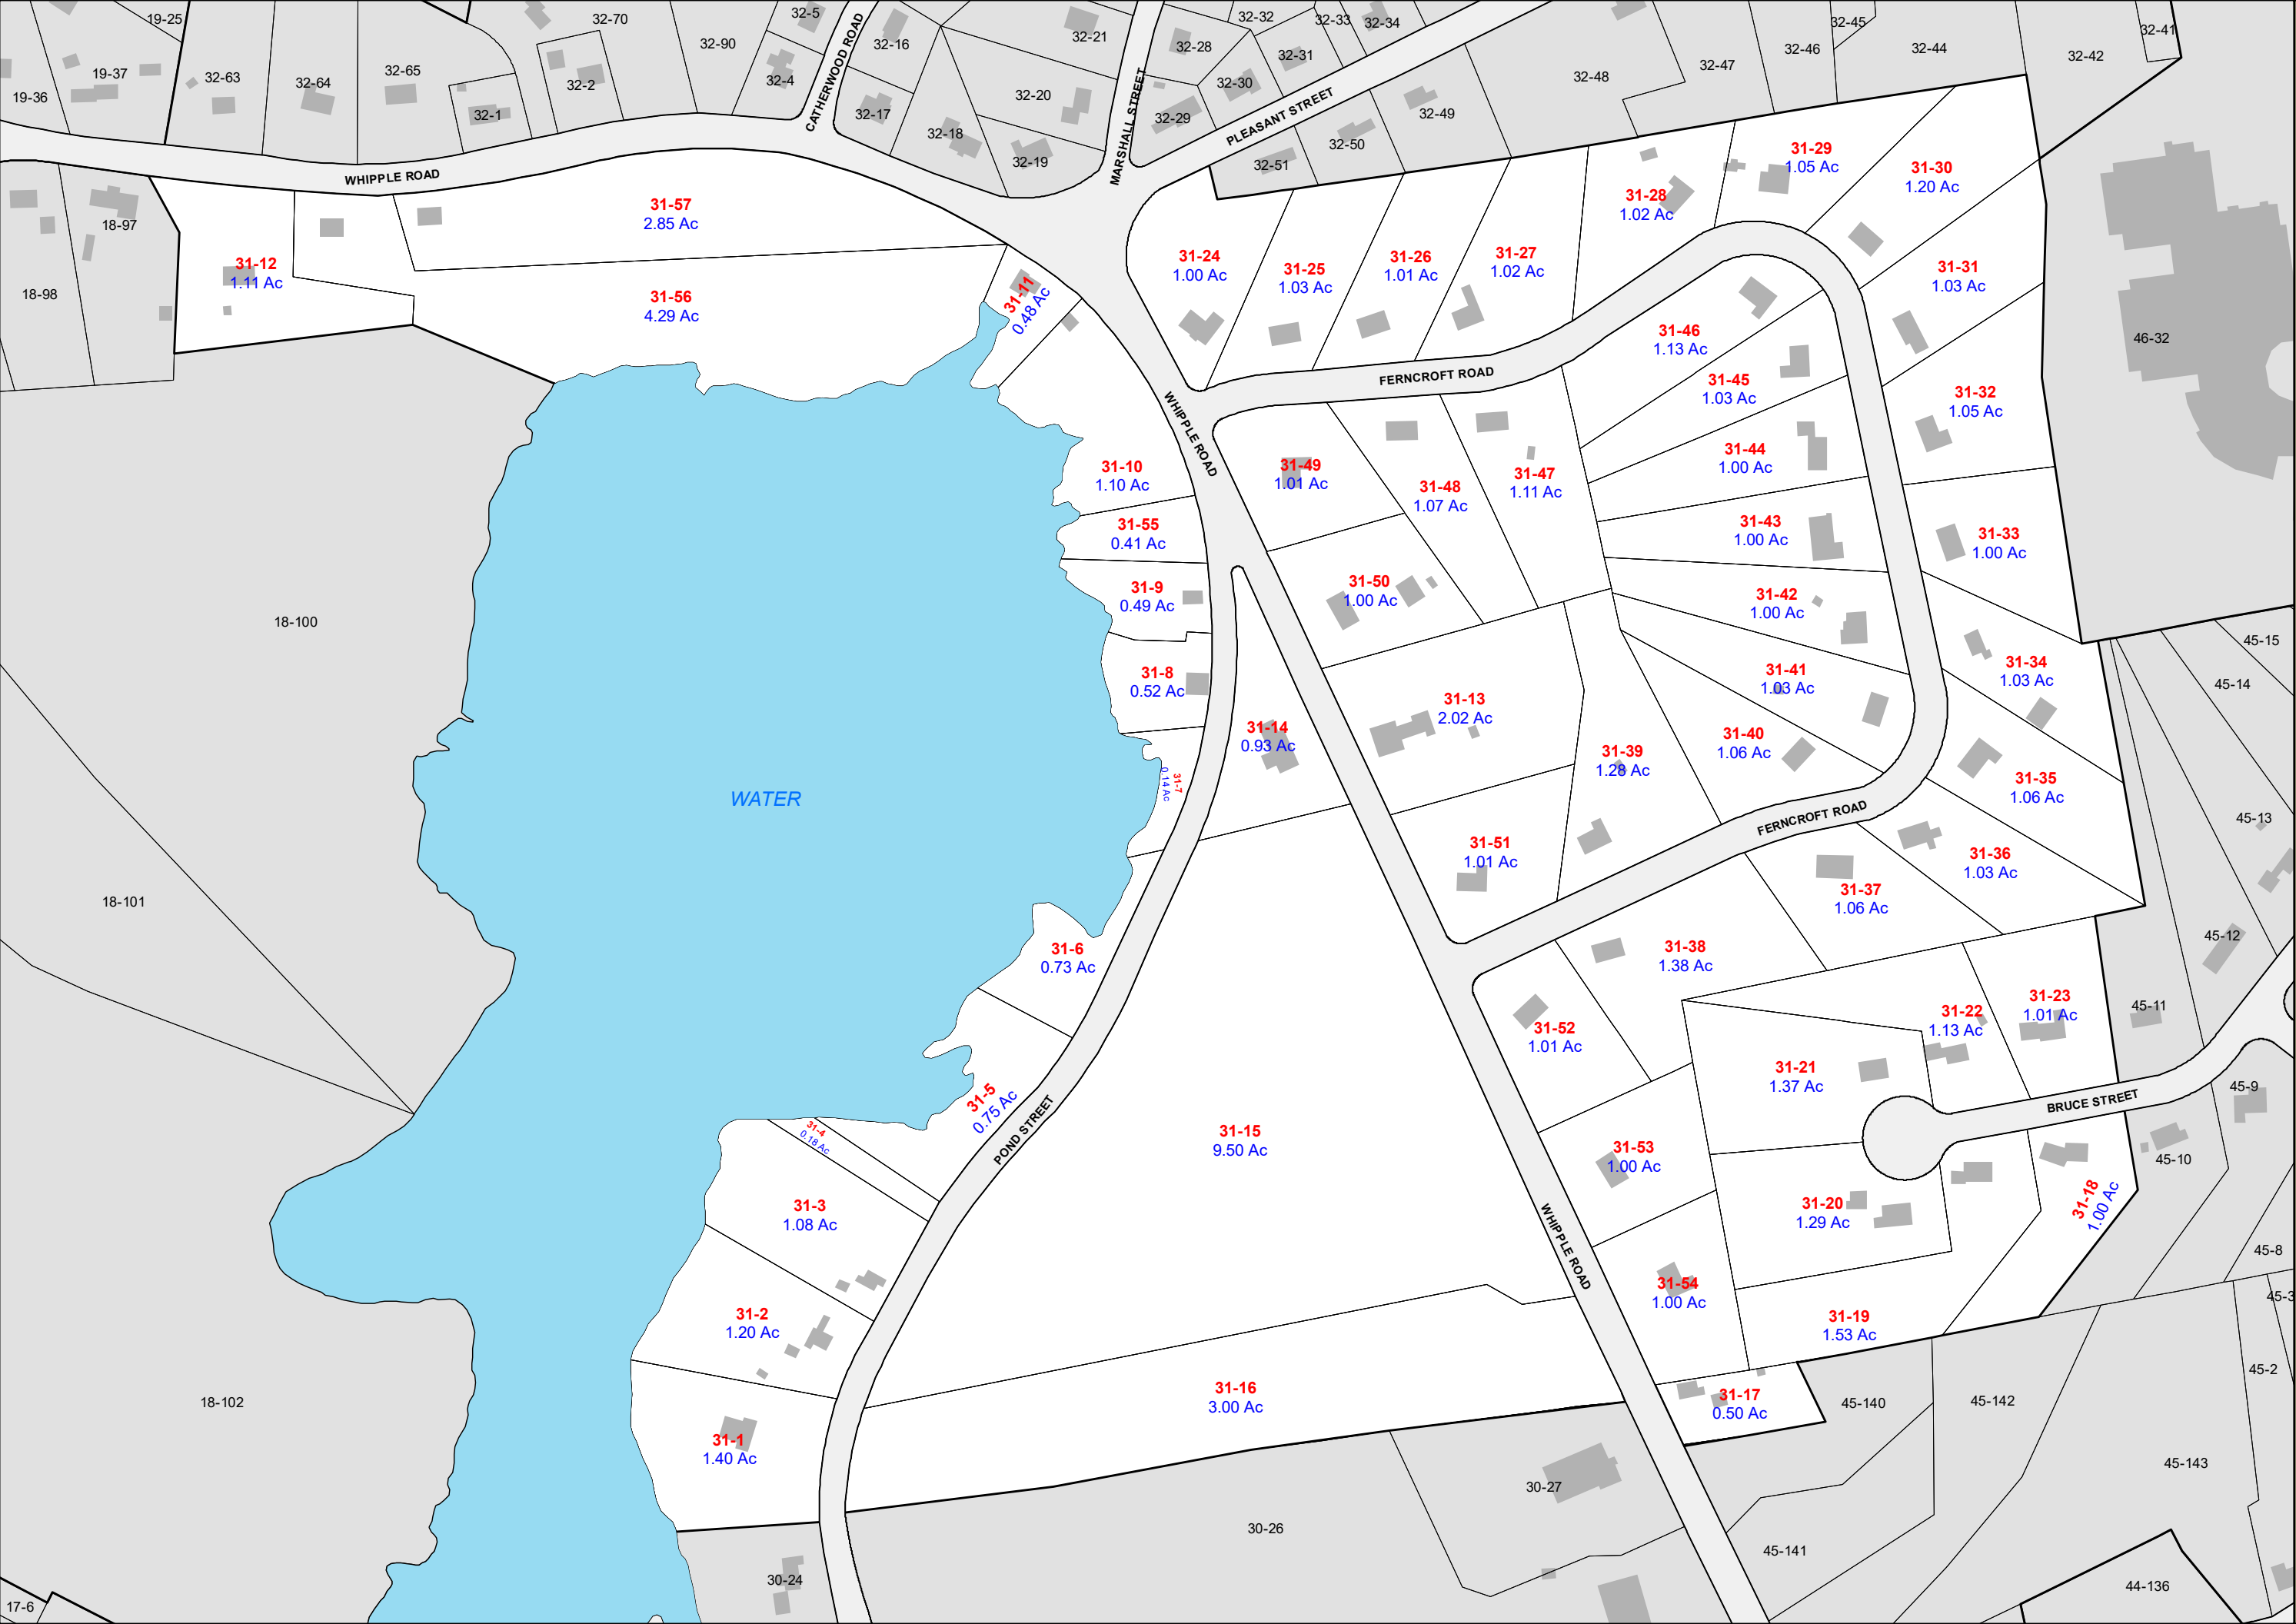 19-25
32-70
32-5
32-90
32-16
32-21
32-28
32-32
32-33
32-34
32-45
32-46
32-44
32-41
32-42
32-47
32-48
19-37
19-36
32-63
32-64
32-65
32-1
32-2
32-4
CATHERWOOD ROAD
32-17
32-18
32-20
32-19
MARSHALL STREET
32-29
32-30
32-31
PLEASANT STREET
32-49
32-50
32-51
WHIPPLE ROAD
18-97
18-98
31-12
1.11 Ac
31-57
2.85 Ac
31-56
4.29 Ac
31-11
0.48 Ac
31-24
1.00 Ac
31-25
1.03 Ac
31-26
1.01 Ac
31-27
1.02 Ac
31-28
1.02 Ac
31-29
1.05 Ac
31-30
1.20 Ac
31-31
1.03 Ac
46-32
31-46
1.13 Ac
31-45
1.03 Ac
31-32
1.05 Ac
FERNCROFT ROAD
WHIPPLE ROAD
31-10
1.10 Ac
31-49
1.01 Ac
31-48
1.07 Ac
31-47
1.11 Ac
31-44
1.00 Ac
31-55
0.41 Ac
31-43
1.00 Ac
31-33
1.00 Ac
31-9
0.49 Ac
31-50
1.00 Ac
31-42
1.00 Ac
18-100
31-8
0.52 Ac
31-41
1.03 Ac
31-34
1.03 Ac
45-15
45-14
31-14
0.93 Ac
31-13
2.02 Ac
31-39
1.28 Ac
31-40
1.06 Ac
31-7
0.14 Ac
WATER
31-35
1.06 Ac
FERNCROFT ROAD
45-13
31-51
1.01 Ac
31-36
1.03 Ac
18-101
31-37
1.06 Ac
31-6
0.73 Ac
31-38
1.38 Ac
45-12
31-52
1.01 Ac
31-22
1.13 Ac
31-23
1.01 Ac
45-11
31-21
1.37 Ac
31-5
0.75 Ac
POND STREET
BRUCE STREET
45-9
31-4
0.18 Ac
31-15
9.50 Ac
31-53
1.00 Ac
45-10
31-3
1.08 Ac
31-20
1.29 Ac
31-18
1.00 Ac
WHIPPLE ROAD
45-8
31-54
1.00 Ac
45-3
31-2
1.20 Ac
31-19
1.53 Ac
45-2
18-102
31-16
3.00 Ac
31-17
0.50 Ac
45-140
45-142
31-1
1.40 Ac
45-143
30-27
30-26
45-141
30-24
44-136
17-6